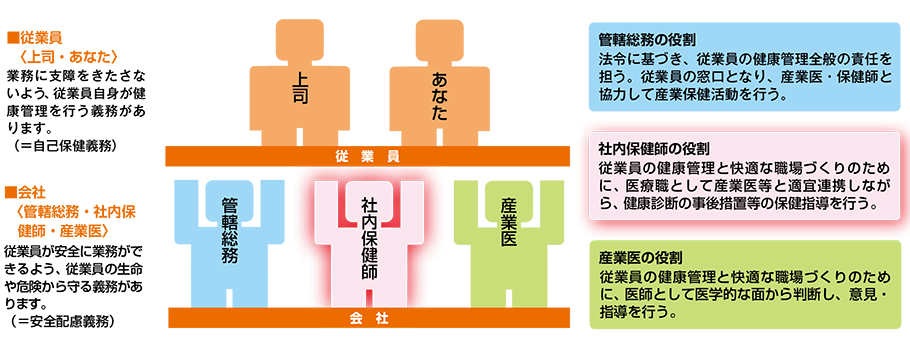 ■従業員
〈上司・あなた〉
業務に支障をきたさな
いよう、従業員自身が健
康管理を行う義務があ
ります。
（＝自己保健義務）
■会社
〈管轄総務・社内保
健師・産業医〉
従業員が安全に業務がで
きるよう、従業員の生命
や危険から守る義務があ
ります。
（＝安全配慮義務）
上司
あなた
従業員
管轄総務
社内保健師
産業医
会社
管轄総務の役割
法令に基づき、従業員の健康管理全般の責任を
担う。従業員の窓口となり、産業医・保健師と
協力して産業保健活動を行う。
社内保健師の役割
従業員の健康管理と快適な職場づくりのため
に、医療職として産業医等と適宜連携しなが
ら、健康診断の事後措置等の保健指導を行う。
産業医の役割
従業員の健康管理と快適な職場づくりのため
に、医師として医学的な面から判断し、意見・
指導を行う。